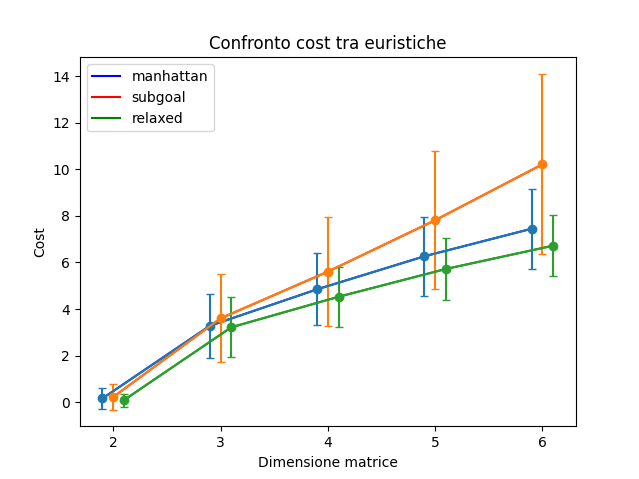 Confronto cost tra euristiche
manhattan
subgoal
relaxed
Cost
14
12
10
8
6
4
2
0
2 3 4 5 6
Dimensione matrice